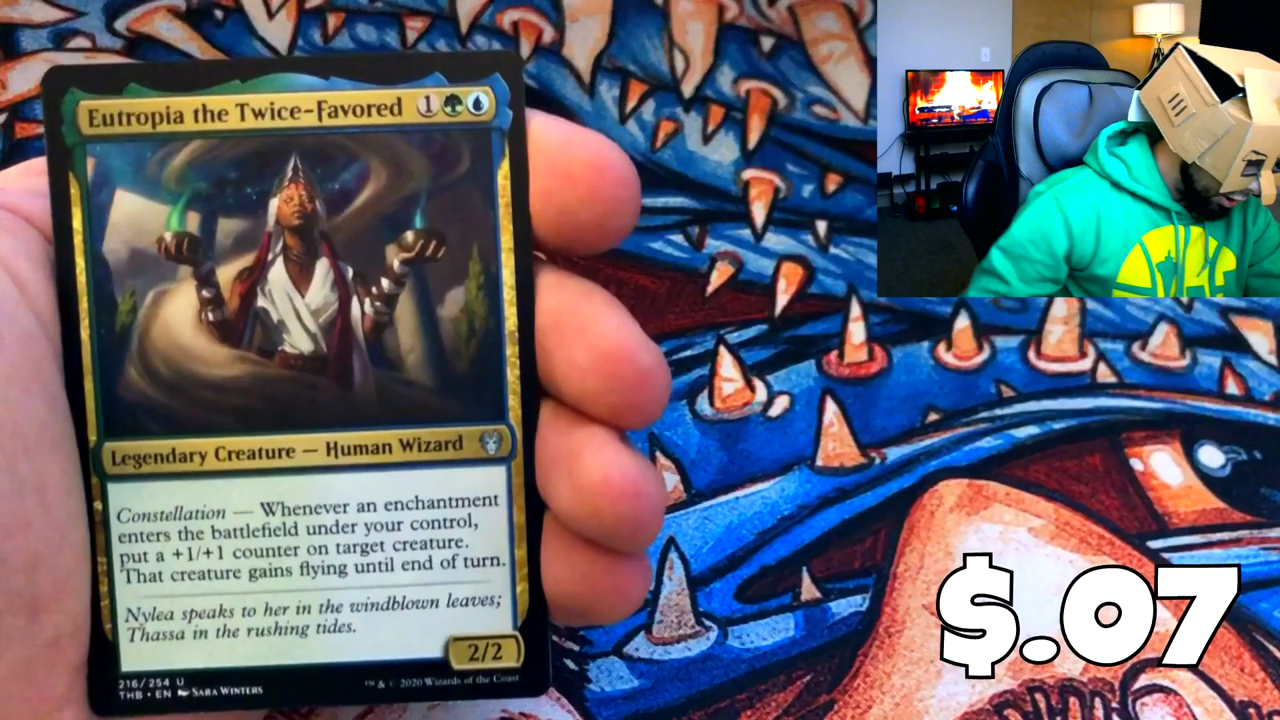 Eutropia the Twice-Favored 1
Legendary Creature — Human Wizard
Constellation — Whenever an enchantment
enters the battlefield under your control,
put a +1/+1 counter on target creature.
That creature gains flying until end of turn.
Nylea speaks to her in the windblown leaves;
Thassa in the rushing tides.
2/2
216/254 U
THB • EN SARA WINTERS
™ & © 2020 Wizards of the Coast
$.07